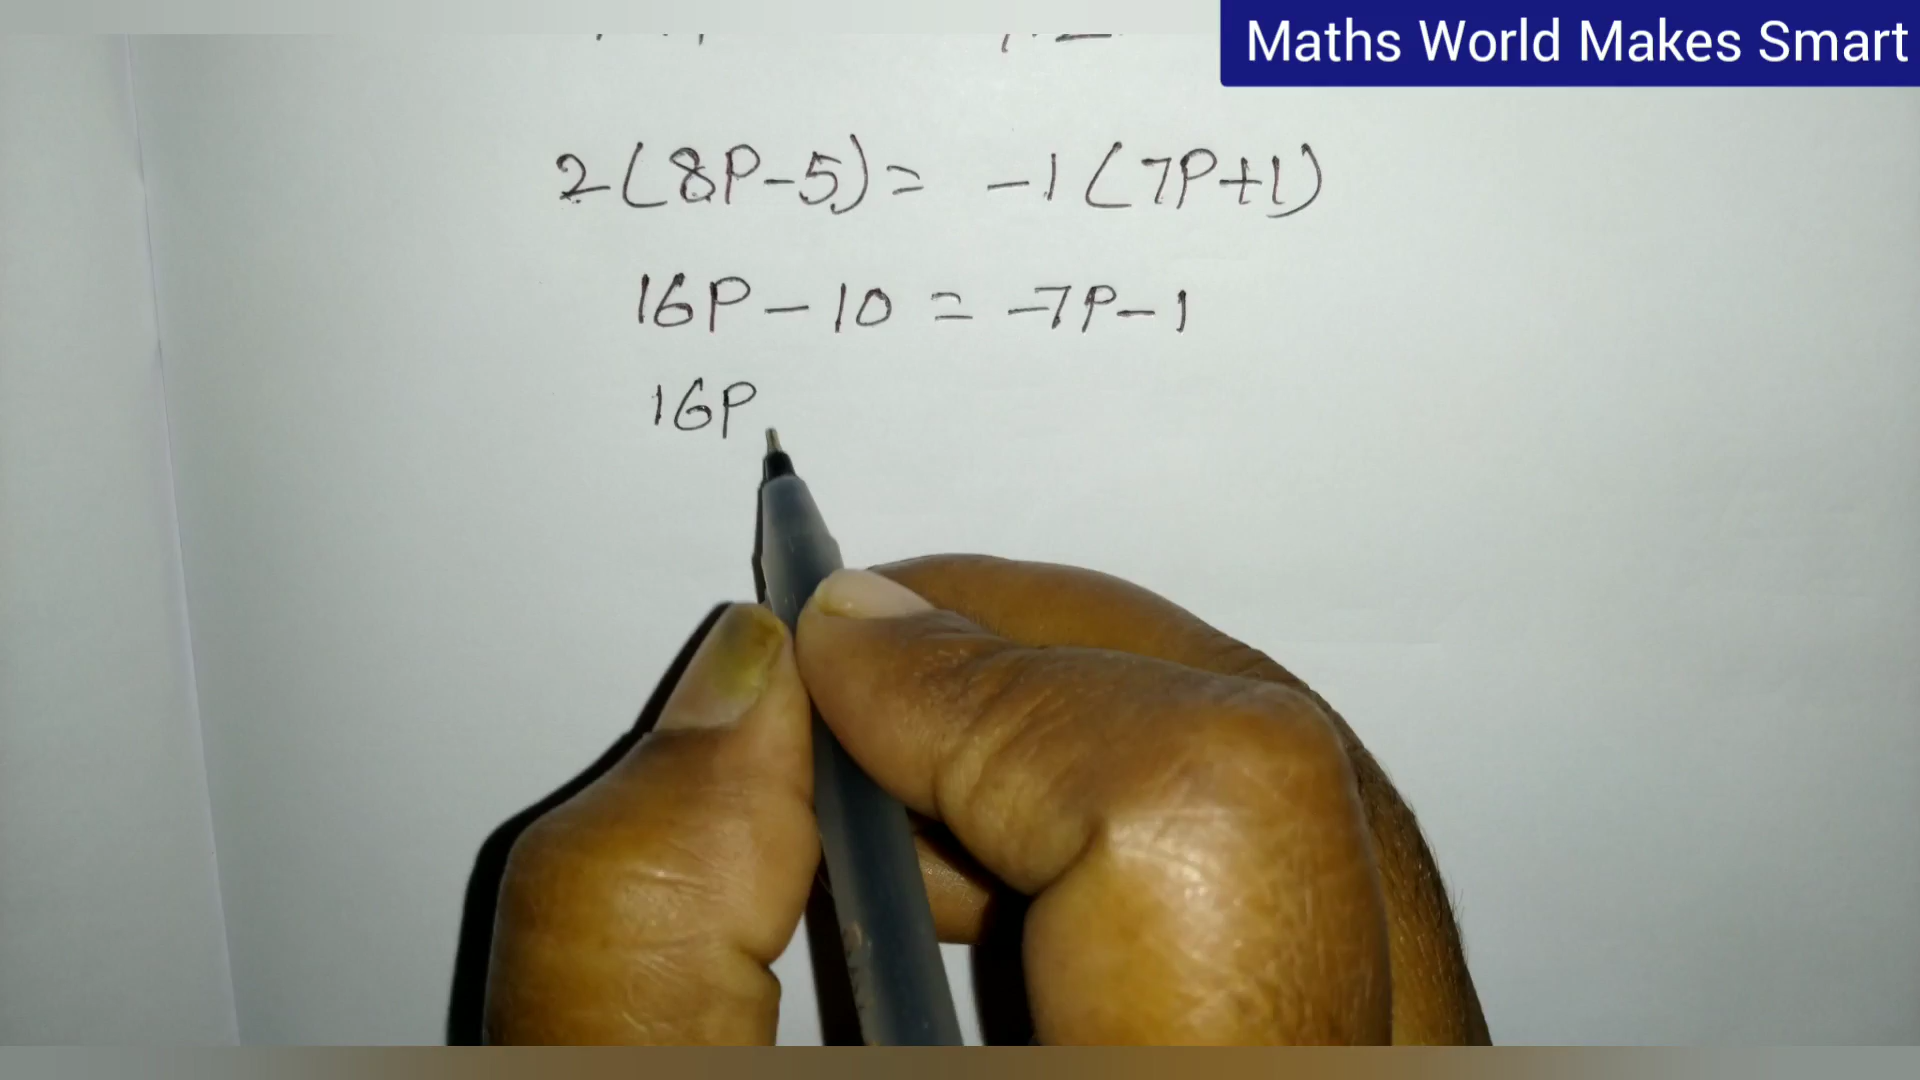 Maths World Makes Smart
2(8P-5)= -1(7P+1)
16P-10 = -7P-1
16P